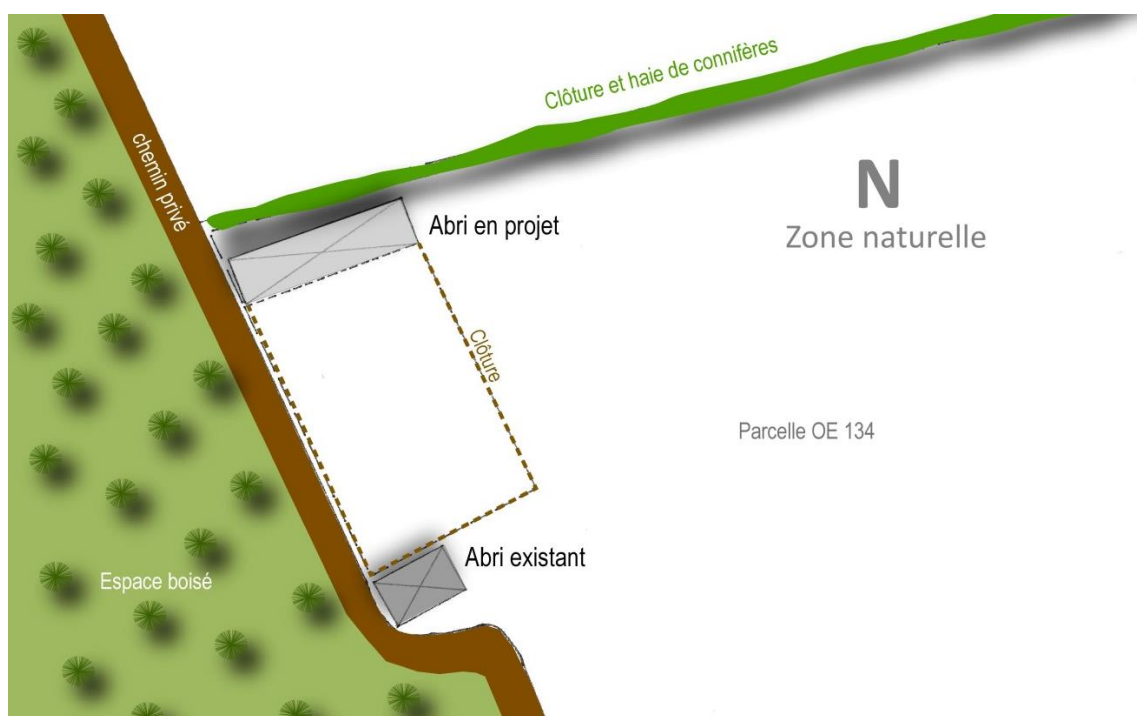 Clôture et haie de connifères
chemin privé
N
Zone naturelle
Abri en projet
Clôture
Parcelle OE 134
Abri existant
Espace boisé